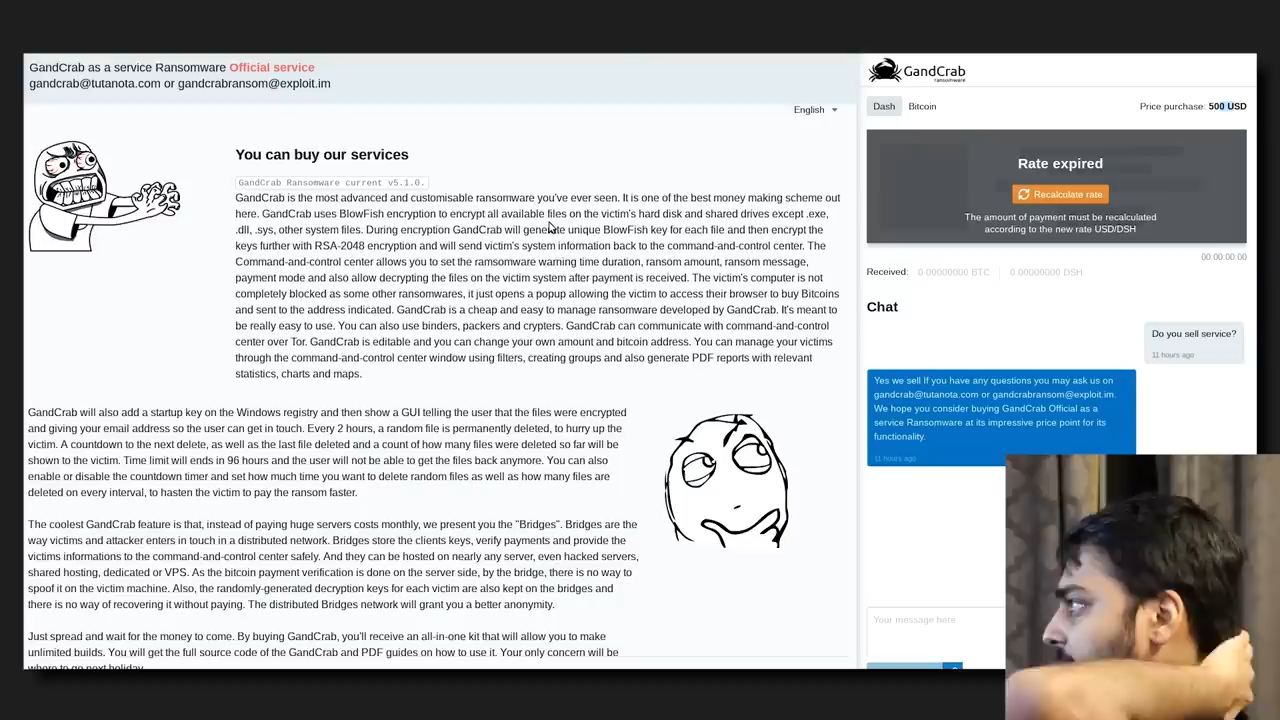 GandCrab as a service Ransomware Official service
gandcrab@tutanota.com or gandcrabransom@exploit.im
English
You can buy our services
GandCrab Ransomware current v5.1.0.
GandCrab is the most advanced and customisable ransomware you've ever seen. It is one of the best money making scheme out
here. GandCrab uses BlowFish encryption to encrypt all available files on the victim's hard disk and shared drives except .exe,
.dll, .sys, other system files. During encryption GandCrab will generate unique BlowFish key for each file and then encrypt the
keys further with RSA-2048 encryption and will send victim's system information back to the command-and-control center. The
Command-and-control center allows you to set the ramsomware warning time duration, ransom amount, ransom message,
payment mode and also allow decrypting the files on the victim system after payment is received. The victim's computer is not
completely blocked as some other ransomwares, it just opens a popup allowing the victim to access their browser to buy Bitcoins
and sent to the address indicated. GandCrab is a cheap and easy to manage ransomware developed by GandCrab. It's meant to
be really easy to use. You can also use binders, packers and crypters. GandCrab can communicate with command-and-control
center over Tor. GandCrab is editable and you can change your own amount and bitcoin address. You can manage your victims
through the command-and-control center window using filters, creating groups and also generate PDF reports with relevant
statistics, charts and maps.
GandCrab will also add a startup key on the Windows registry and then show a GUI telling the user that the files were encrypted
and giving your email address so the user can get in touch. Every 2 hours, a random file is permanently deleted, to hurry up the
victim. A countdown to the next delete, as well as the last file deleted and a count of how many files were deleted so far will be
shown to the victim. Time limit will ends in 96 hours and the user will not be able to get the files back anymore. You can also
enable or disable the countdown timer and set how much time you want to delete random files as well as how many files are
deleted on every interval, to hasten the victim to pay the ransom faster.
The coolest GandCrab feature is that, instead of paying huge servers costs monthly, we present you the "Bridges". Bridges are the
way victims and attacker enters in touch in a distributed network. Bridges store the clients keys, verify payments and provide the
victims informations to the command-and-control center safely. And they can be hosted on nearly any server, even hacked servers,
shared hosting, dedicated or VPS. As the bitcoin payment verification is done on the server side, by the bridge, there is no way to
spoof it on the victim machine. Also, the randomly-generated decryption keys for each victim are also kept on the bridges and
there is no way of recovering it without paying. The distributed Bridges network will grant you a better anonymity.
Just spread and wait for the money to come. By buying GandCrab, you'll receive an all-in-one kit that will allow you to make
unlimited builds. You will get the full source code of the GandCrab and PDF guides on how to use it. Your only concern will be
where to go next holiday.
GandCrab
ransomware
Dash Bitcoin Price purchase: 500 USD
Rate expired
Recalculate rate
The amount of payment must be recalculated
according to the new rate USD/DSH
00:00:00:00
Received: 0.00000000 BTC 0.00000000 DSH
Chat
Do you sell service?
11 hours ago
Yes we sell If you have any questions you may ask us on
gandcrab@tutanota.com or gandcrabransom@exploit.im.
We hope you consider buying GandCrab Official as a
service Ransomware at its impressive price point for its
functionality.
11 hours ago
Your message here